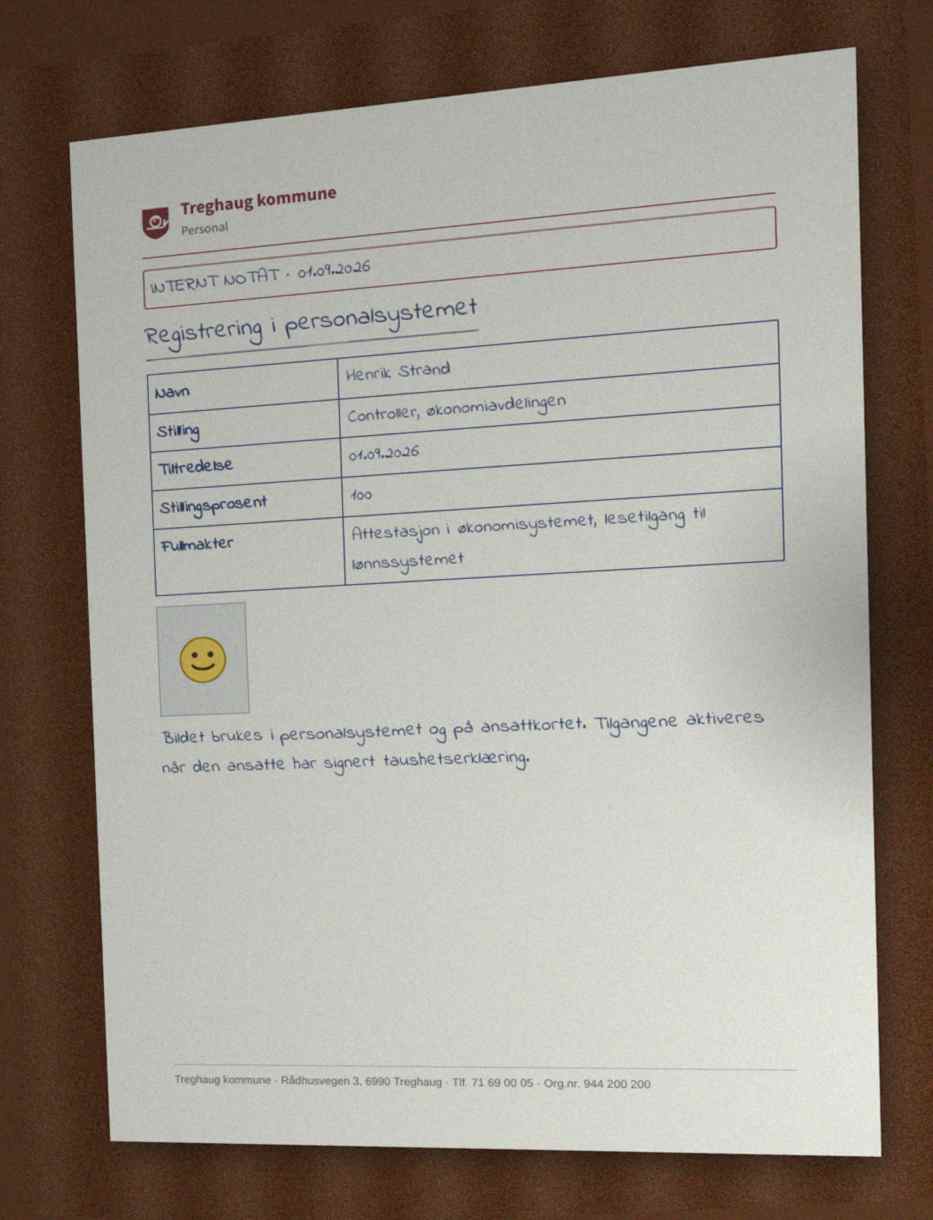 Treghaug kommune
Personal
INTERNT NOTAT · 01.09.2026
Registrering i personalsystemet
Navn
Henrik Strand
Stilling
Controller, økonomiavdelingen
Tiltredelse
01.09.2026
Stillingsprosent
100
Fullmakter
Attestasjon i økonomisystemet, lesetilgang til
lønnssystemet
Bildet brukes i personalsystemet og på ansattkortet. Tilgangene aktiveres
når den ansatte har signert taushetserklæring.
Treghaug kommune · Rådhusvegen 3, 6990 Treghaug · Tlf. 71 69 00 05 · Org.nr. 944 200 200